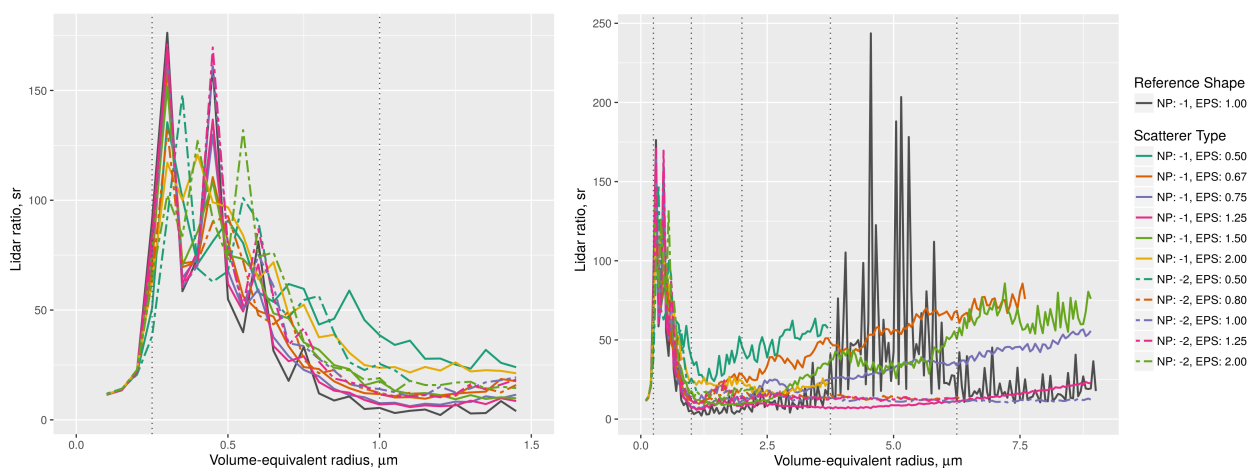 Lidar ratio, sr
150
100
50
0
0.0 0.5 1.0 1.5
Volume-equivalent radius, μm
Lidar ratio, sr
250
200
150
100
50
0
0.0 2.5 5.0 7.5
Volume-equivalent radius, μm
Reference Shape
NP: -1, EPS: 1.00
Scatterer Type
NP: -1, EPS: 0.50
NP: -1, EPS: 0.67
NP: -1, EPS: 0.75
NP: -1, EPS: 1.25
NP: -1, EPS: 1.50
NP: -1, EPS: 2.00
NP: -2, EPS: 0.50
NP: -2, EPS: 0.80
NP: -2, EPS: 1.00
NP: -2, EPS: 1.25
NP: -2, EPS: 2.00